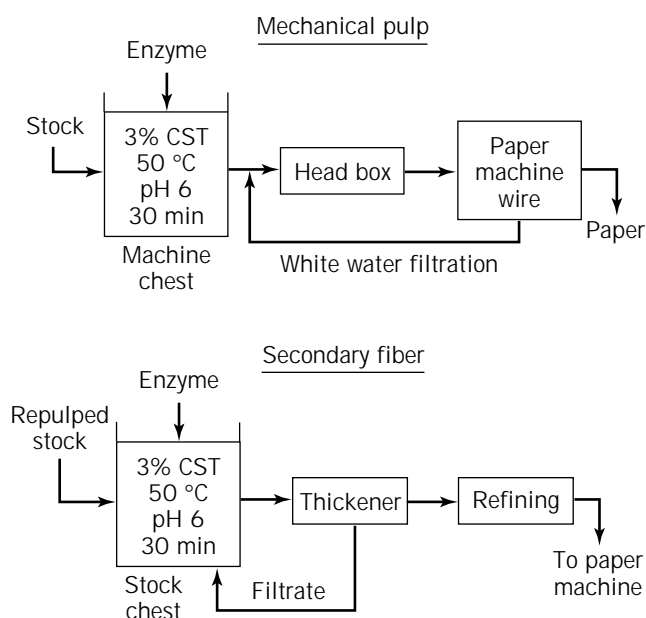 Mechanical pulp
Enzyme
Stock
3% CST
50 °C
pH 6
30 min
Machine
chest
Head box
Paper
machine
wire
Paper
White water filtration
Secondary fiber
Enzyme
Repulped
stock
3% CST
50 °C
pH 6
30 min
Stock
chest
Thickener
Refining
Filtrate
To paper
machine